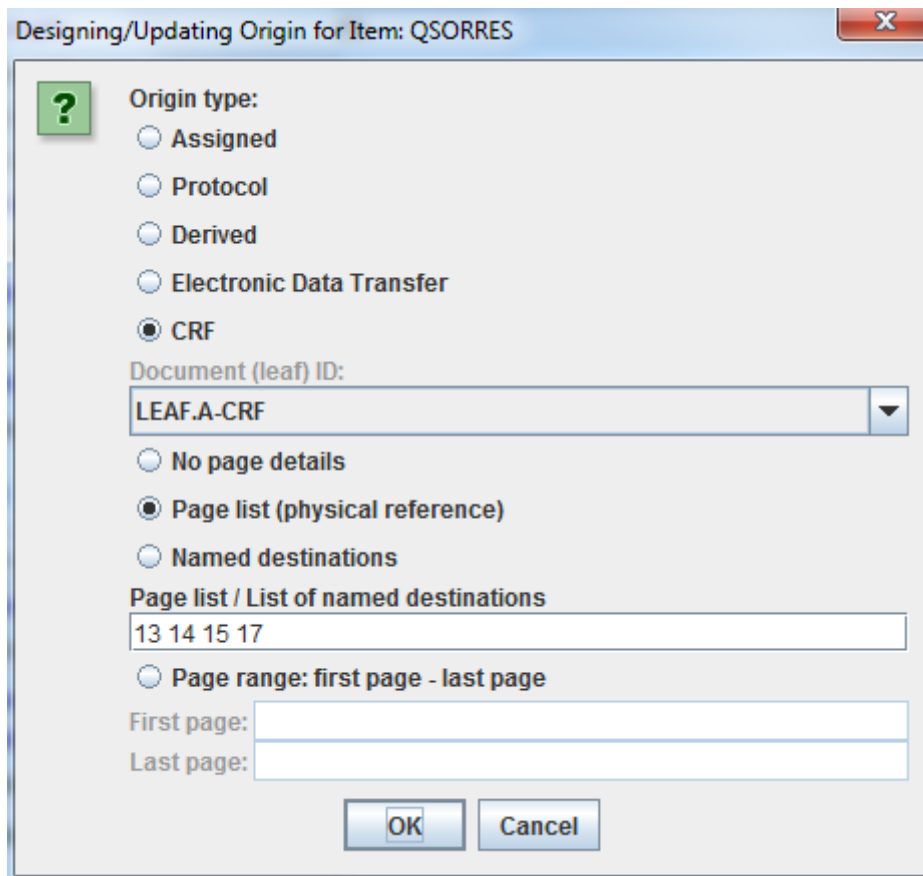 Designing/Updating Origin for Item: QSORRES
x
?
Origin type:
Assigned
Protocol
Derived
Electronic Data Transfer
CRF
Document (leaf) ID:
LEAF.A-CRF
No page details
Page list (physical reference)
Named destinations
Page list / List of named destinations
13 14 15 17
Page range: first page - last page
First page:
Last page:
OK Cancel